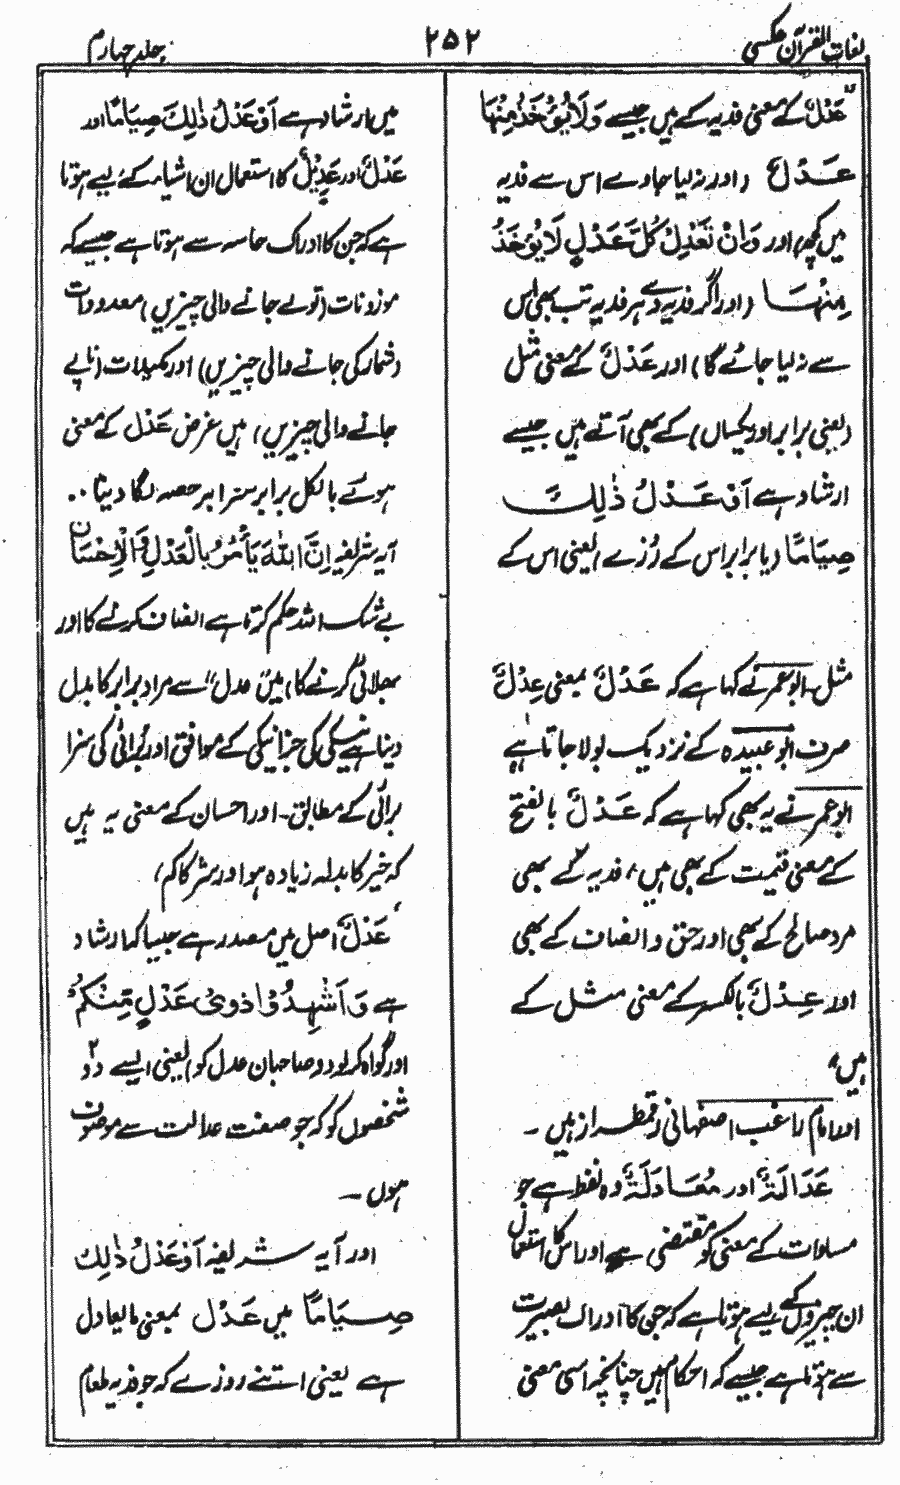 لغات القرآن عکسی
۲۵۲
جلد چہارم
عَدْلٌ کے معنی فدیہ کے ہیں جیسے وَلَا یُؤْخَذُ مِنْهَا
عَدْلٌ (اور نہ لیا جاوے اس سے فدیہ
میں کچھ) اور وَاِنْ تَعْدِلْ کُلَّ عَدْلٍ لَا یُؤْخَذْ
مِنْهَا (اور اگر فدیہ دے ہر فدیہ تب بھی اس
سے نہ لیا جائے گا) اور عَدْلٌ کے معنی مثل
(یعنی برابر اور یکساں) کے بھی آتے ہیں جیسے
ارشاد ہے اَوْ عَدْلُ ذٰلِکَ
صِیَامًا (یا برابر اس کے روزے) یعنی اس کے
مثل۔ ابو عمر نے کہا ہے کہ عَدْلٌ بمعنی عِدْلٌ
صرف ابو عبیدہ کے نزدیک بولا جاتا ہے
ابو عمر نے یہ بھی کہا ہے کہ عَدْلٌ بالفتح
کے معنی قیمت کے بھی ہیں، فدیہ کے بھی
مرد صالح کے بھی اور حق و انصاف کے بھی
اور عِدْلٌ بالکسر کے معنی مثل کے
ہیں،
اور امام راغب اصفہانی رقمطراز ہیں ۔
عَدَالَةٌ اور مُعَادَلَةٌ وہ لفظ ہے جو
مساوات کے معنی کو مقتضی ہے اور اس کا استعمال
ان چیزوں کے لیے ہوتا ہے کہ جن کا ادراک بصیرت
سے ہوتا ہے جیسے کہ احکام ہیں چنانچہ اسی معنی
میں ارشاد ہے اَوْ عَدْلُ ذٰلِکَ صِیَامًا اور
عَدْلٌ اور عَدِیْلٌ کا استعمال ان اشیاء کے لیے ہوتا
ہے کہ جن کا ادراک حاسہ سے ہوتا ہے جیسے کہ
موزونات (تولے جانے والی چیزیں) معدودات
(شمار کی جانے والی چیزیں) اور مکیلات (ناپے
جانے والی چیزیں) ہیں غرض عَدْل کے معنی
ہوئے بالکل برابر سرابر حصہ لگا دینا ..
آیہ شریفہ اِنَّ اللّٰهَ یَأْمُرُ بِالْعَدْلِ وَالْاِحْسَانِ
بے شک اللہ حکم کرتا ہے انصاف کرنے کا اور
بھلائی کرنے کا) میں "عدل" سے مراد برابر کا بدل
دینا ہے نیکی کی جزا نیکی کے موافق اور برائی کی سزا
برائی کے مطابق۔ اور احسان کے معنی یہ ہیں
کہ خیر کا بدلہ زیادہ ہو اور شر کا کم،
عَدْلٌ اصل میں مصدر ہے جیسا کہ ارشاد
ہے وَاَشْهِدُوْا ذَوَیْ عَدْلٍ مِّنْکُمْ
اور گواہ کر لو دو صاحبان عدل کو) یعنی ایسے دو ۲
شخصوں کو کہ جو صفت عدالت سے موصوف
ہوں ۔
اور آیہ شریفہ اَوْ عَدْلُ ذٰلِکَ
صِیَامًا میں عَدْل بمعنی مایعادل
ہے یعنی اتنے روزے کہ جو فدیہ طعام